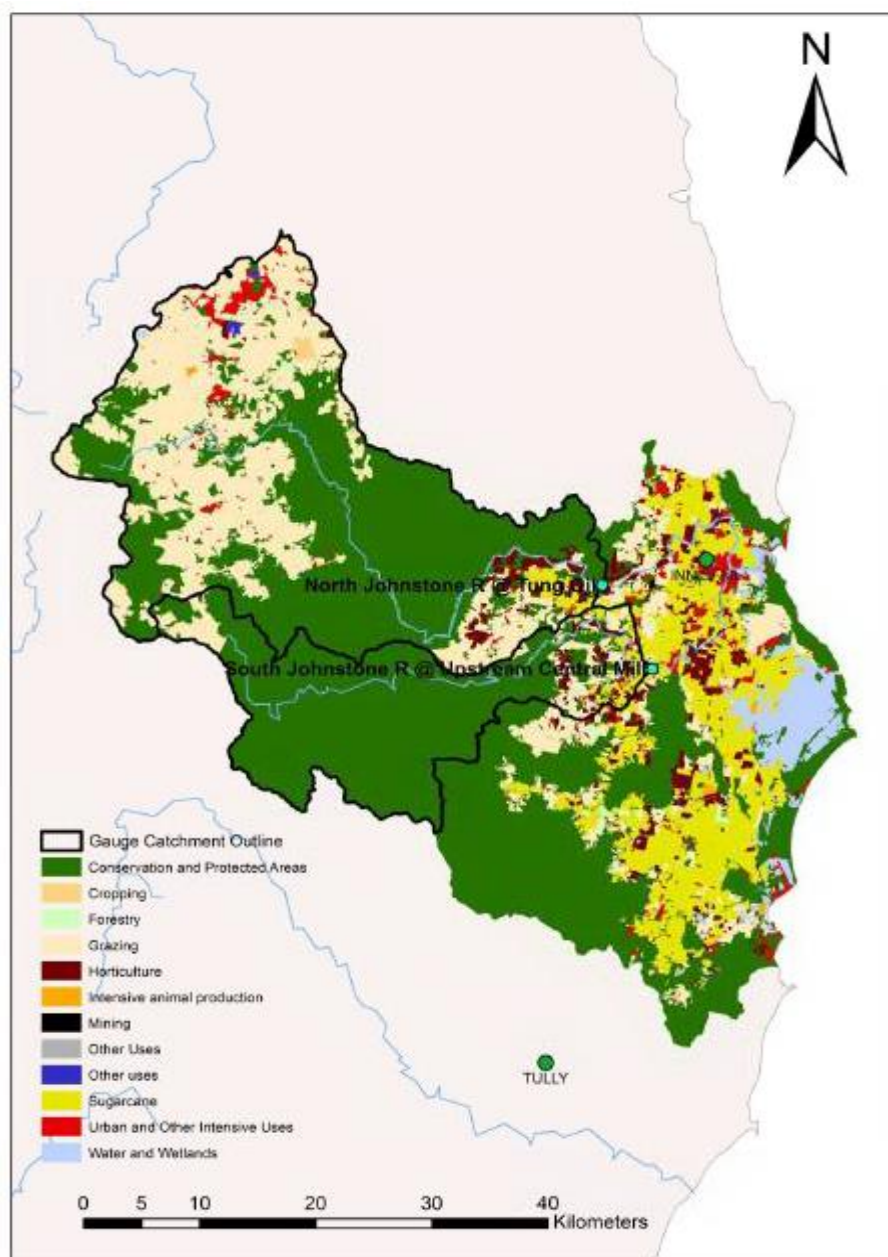 N
North Johnstone R @ Tung
South Johnstone R @ Upstream Central Mill
Gauge Catchment Outline
Conservation and Protected Areas
Cropping
Forestry
Grazing
Horticulture
Intensive animal production
Mining
Other Uses
Other uses
Sugarcane
Urban and Other Intensive Uses
Water and Wetlands
TULLY
0 5 10 20 30 40
Kilometers